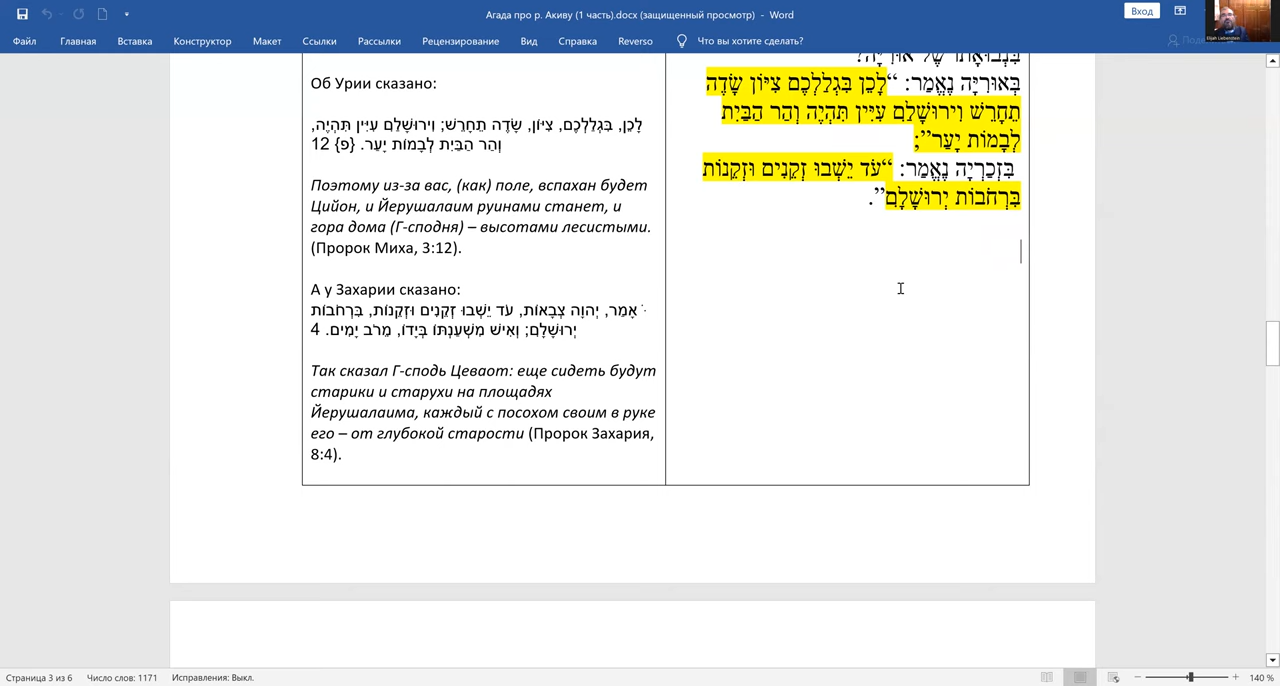 Агада про р. Акиву (1 часть).docx (защищенный просмотр) - Word
Вход
Файл Главная Вставка Конструктор Макет Ссылки Рассылки Рецензирование Вид Справка Reverso Что вы хотите сделать?
Об Урии сказано:
לָכֵן, בִּגְלַלְכֶם, צִיּוֹן, שָׂדֶה תֵחָרֵשׁ; וִירוּשָׁלִַם עִיִּין תִּהְיֶה,
וְהַר הַבַּיִת לְבָמוֹת יָעַר. {פ} 12
Поэтому из-за вас, (как) поле, вспахан будет
Цийон, и Йерушалаим руинами станет, и
гора дома (Г-сподня) – высотами лесистыми.
(Пророк Миха, 3:12).
А у Захарии сказано:
אָמַר, יְהוָה צְבָאוֹת, עֹד יֵשְׁבוּ זְקֵנִים וּזְקֵנוֹת, בִּרְחֹבוֹת
יְרוּשָׁלִָם; וְאִישׁ מִשְׁעַנְתּוֹ בְּיָדוֹ, מֵרֹב יָמִים. 4
Так сказал Г-сподь Цеваот: еще сидеть будут
старики и старухи на площадях
Йерушалаима, каждый с посохом своим в руке
его – от глубокой старости (Пророк Захария,
8:4).
בִּנְבוּאָתוֹ שֶׁל אוּרִיָּה?
בְּאוּרִיָּה נֶאֱמַר: “לָכֵן בִּגְלַלְכֶם צִיּוֹן שָׂדֶה
תֵחָרֵשׁ וִירוּשָׁלִַם עִיִּין תִּהְיֶה וְהַר הַבַּיִת
לְבָמוֹת יָעַר”;
בִּזְכַרְיָה נֶאֱמַר: “עֹד יֵשְׁבוּ זְקֵנִים וּזְקֵנוֹת
בִּרְחֹבוֹת יְרוּשָׁלִָם”.
Страница 3 из 6 Число слов: 1171 Исправления: Выкл.
140 %